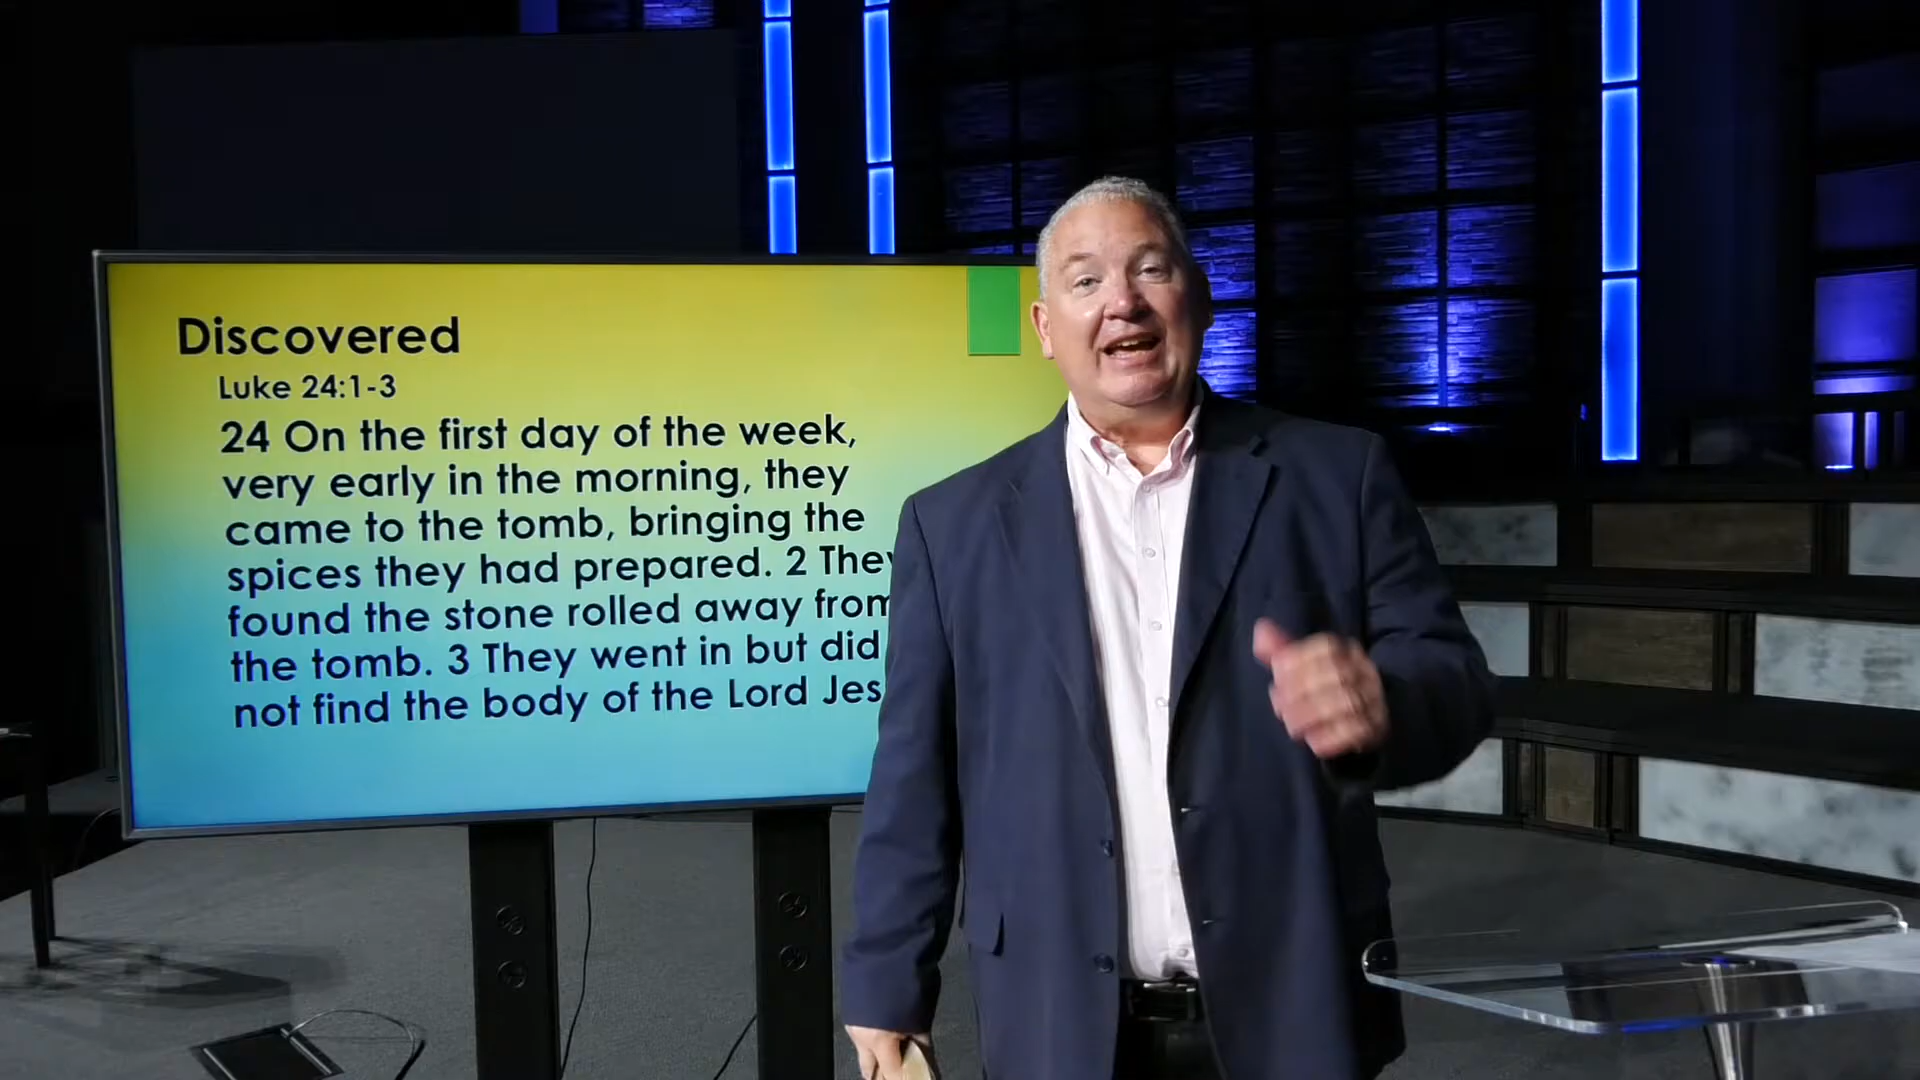 Discovered
Luke 24:1-3
24 On the first day of the week,
very early in the morning, they
came to the tomb, bringing the
spices they had prepared. 2 They
found the stone rolled away from
the tomb. 3 They went in but did
not find the body of the Lord Jes